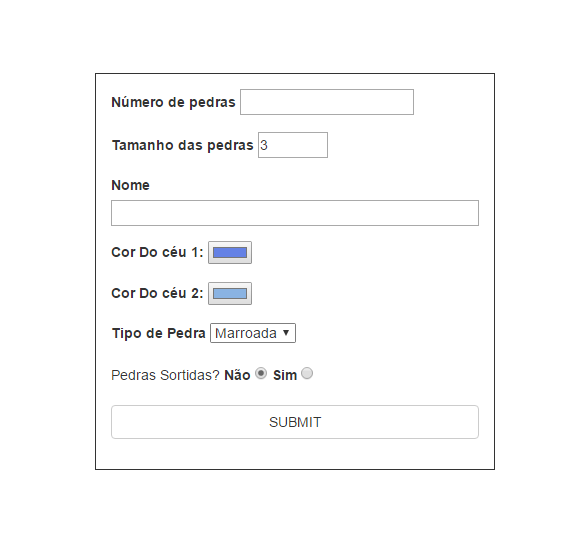 Número de pedras
Tamanho das pedras 3
Nome
Cor Do céu 1:
Cor Do céu 2:
Tipo de Pedra Marroada
Pedras Sortidas? Não Sim
SUBMIT